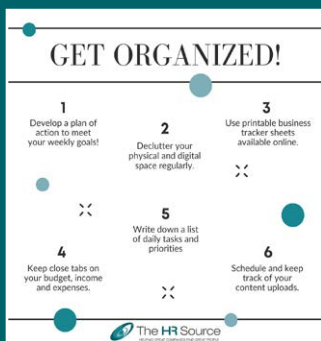 GET ORGANIZED!
1
Develop a plan of
action to meet
your weekly goals!
2
Declutter your
physical and digital
space regularly.
3
Use printable business
tracker sheets
available online.
4
Keep close tabs on
your budget, income
and expenses.
5
Write down a list
of daily tasks and
priorities
6
Schedule and keep
track of your
content uploads.
The HR Source